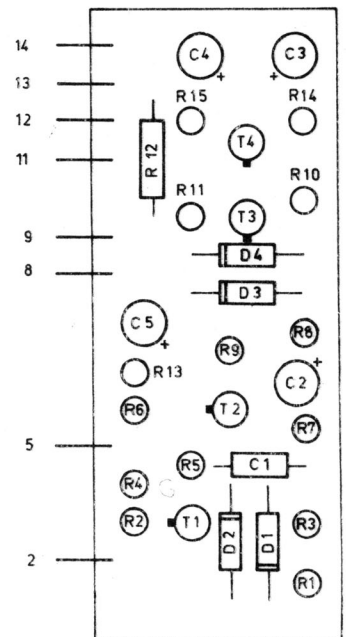 14
C4
C3
+
+
13
R15
R14
12
R 12
T4
11
R11
R10
T3
9
D4
8
D3
C5
+
R8
R9
+
R13
C2
R6
T2
R7
5
R5
C1
R4
R2
T1
D2
D1
R3
2
R1